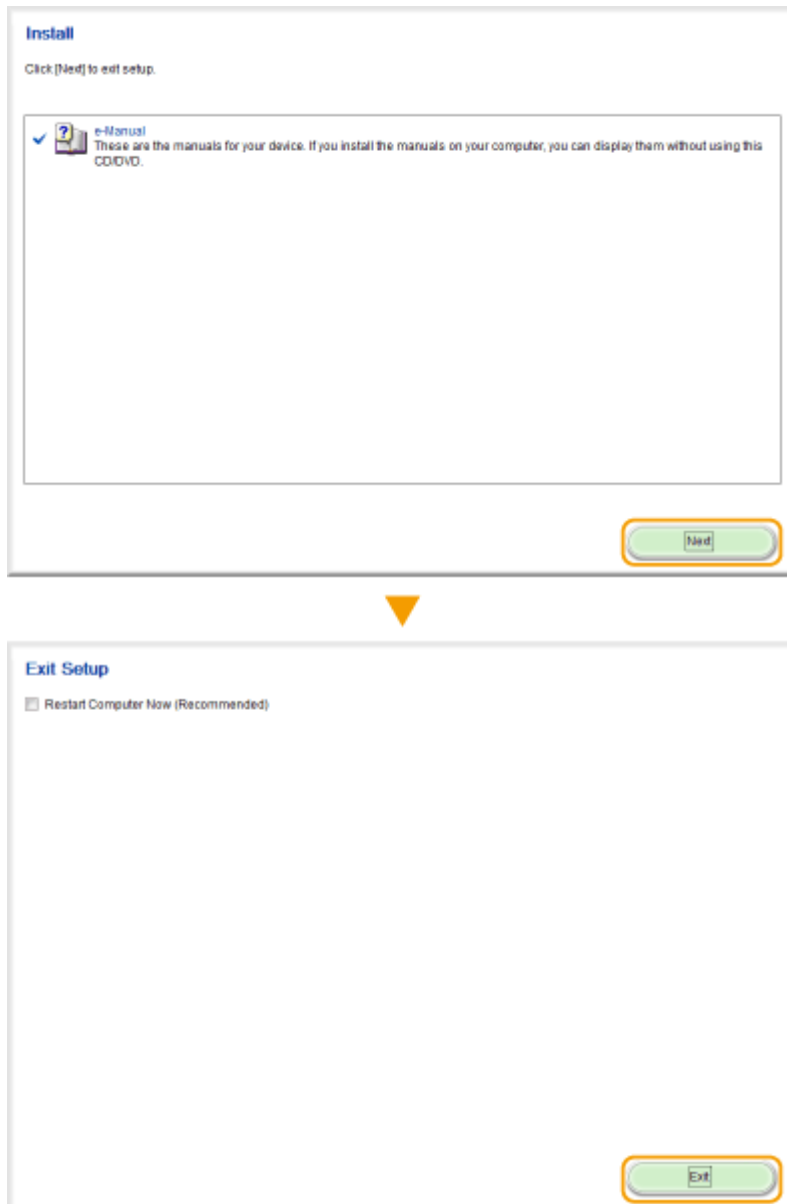 Install
Click [Next] to exit setup.
e-Manual
These are the manuals for your device. If you install the manuals on your computer, you can display them without using this
CD/DVD.
Next
Exit Setup
Restart Computer Now (Recommended)
Exit